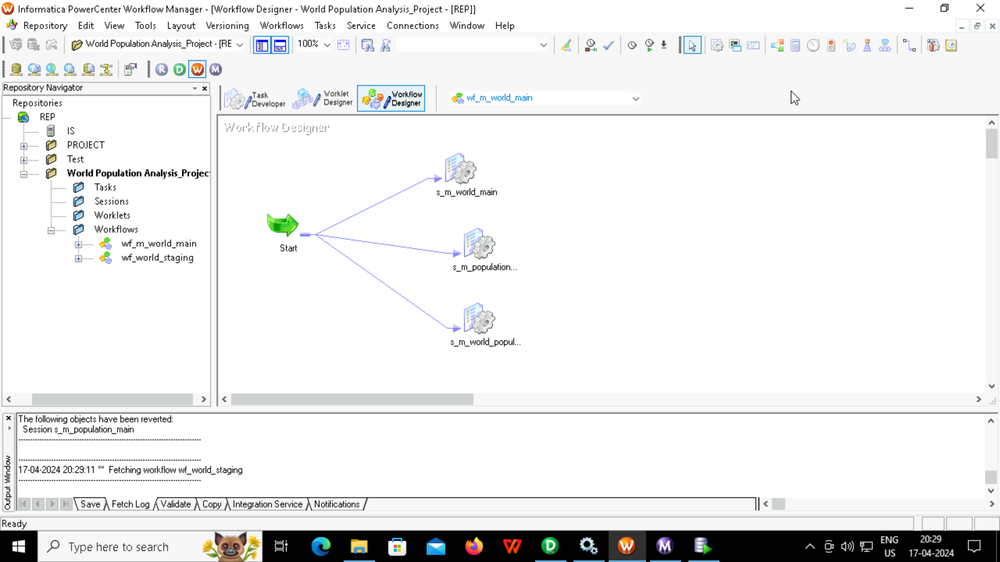 Informatica PowerCenter Workflow Manager - [Workflow Designer - World Population Analysis_Project - [REP]]
Repository Edit View Tools Layout Versioning Workflows Tasks Service Connections Window Help
World Population Analysis_Project - [RE
100%
R D W M
Repository Navigator
Repositories
REP
IS
PROJECT
Test
World Population Analysis_Projec
Tasks
Sessions
Worklets
Workflows
wf_m_world_main
wf_world_staging
Task Developer
Worklet Designer
Workflow Designer
wf_m_world_main
Workflow Designer
Start
s_m_world_main
s_m_population...
s_m_world_popul...
Output Window
The following objects have been reverted:
Session s_m_population_main
----------------------------------------------------------------------
----------------------------------------------------------------------
17-04-2024 20:29:11 ** Fetching workflow wf_world_staging
----------------------------------------------------------------------
Save Fetch Log Validate Copy Integration Service Notifications
Ready
Type here to search
D W M
ENG
US
20:29
17-04-2024